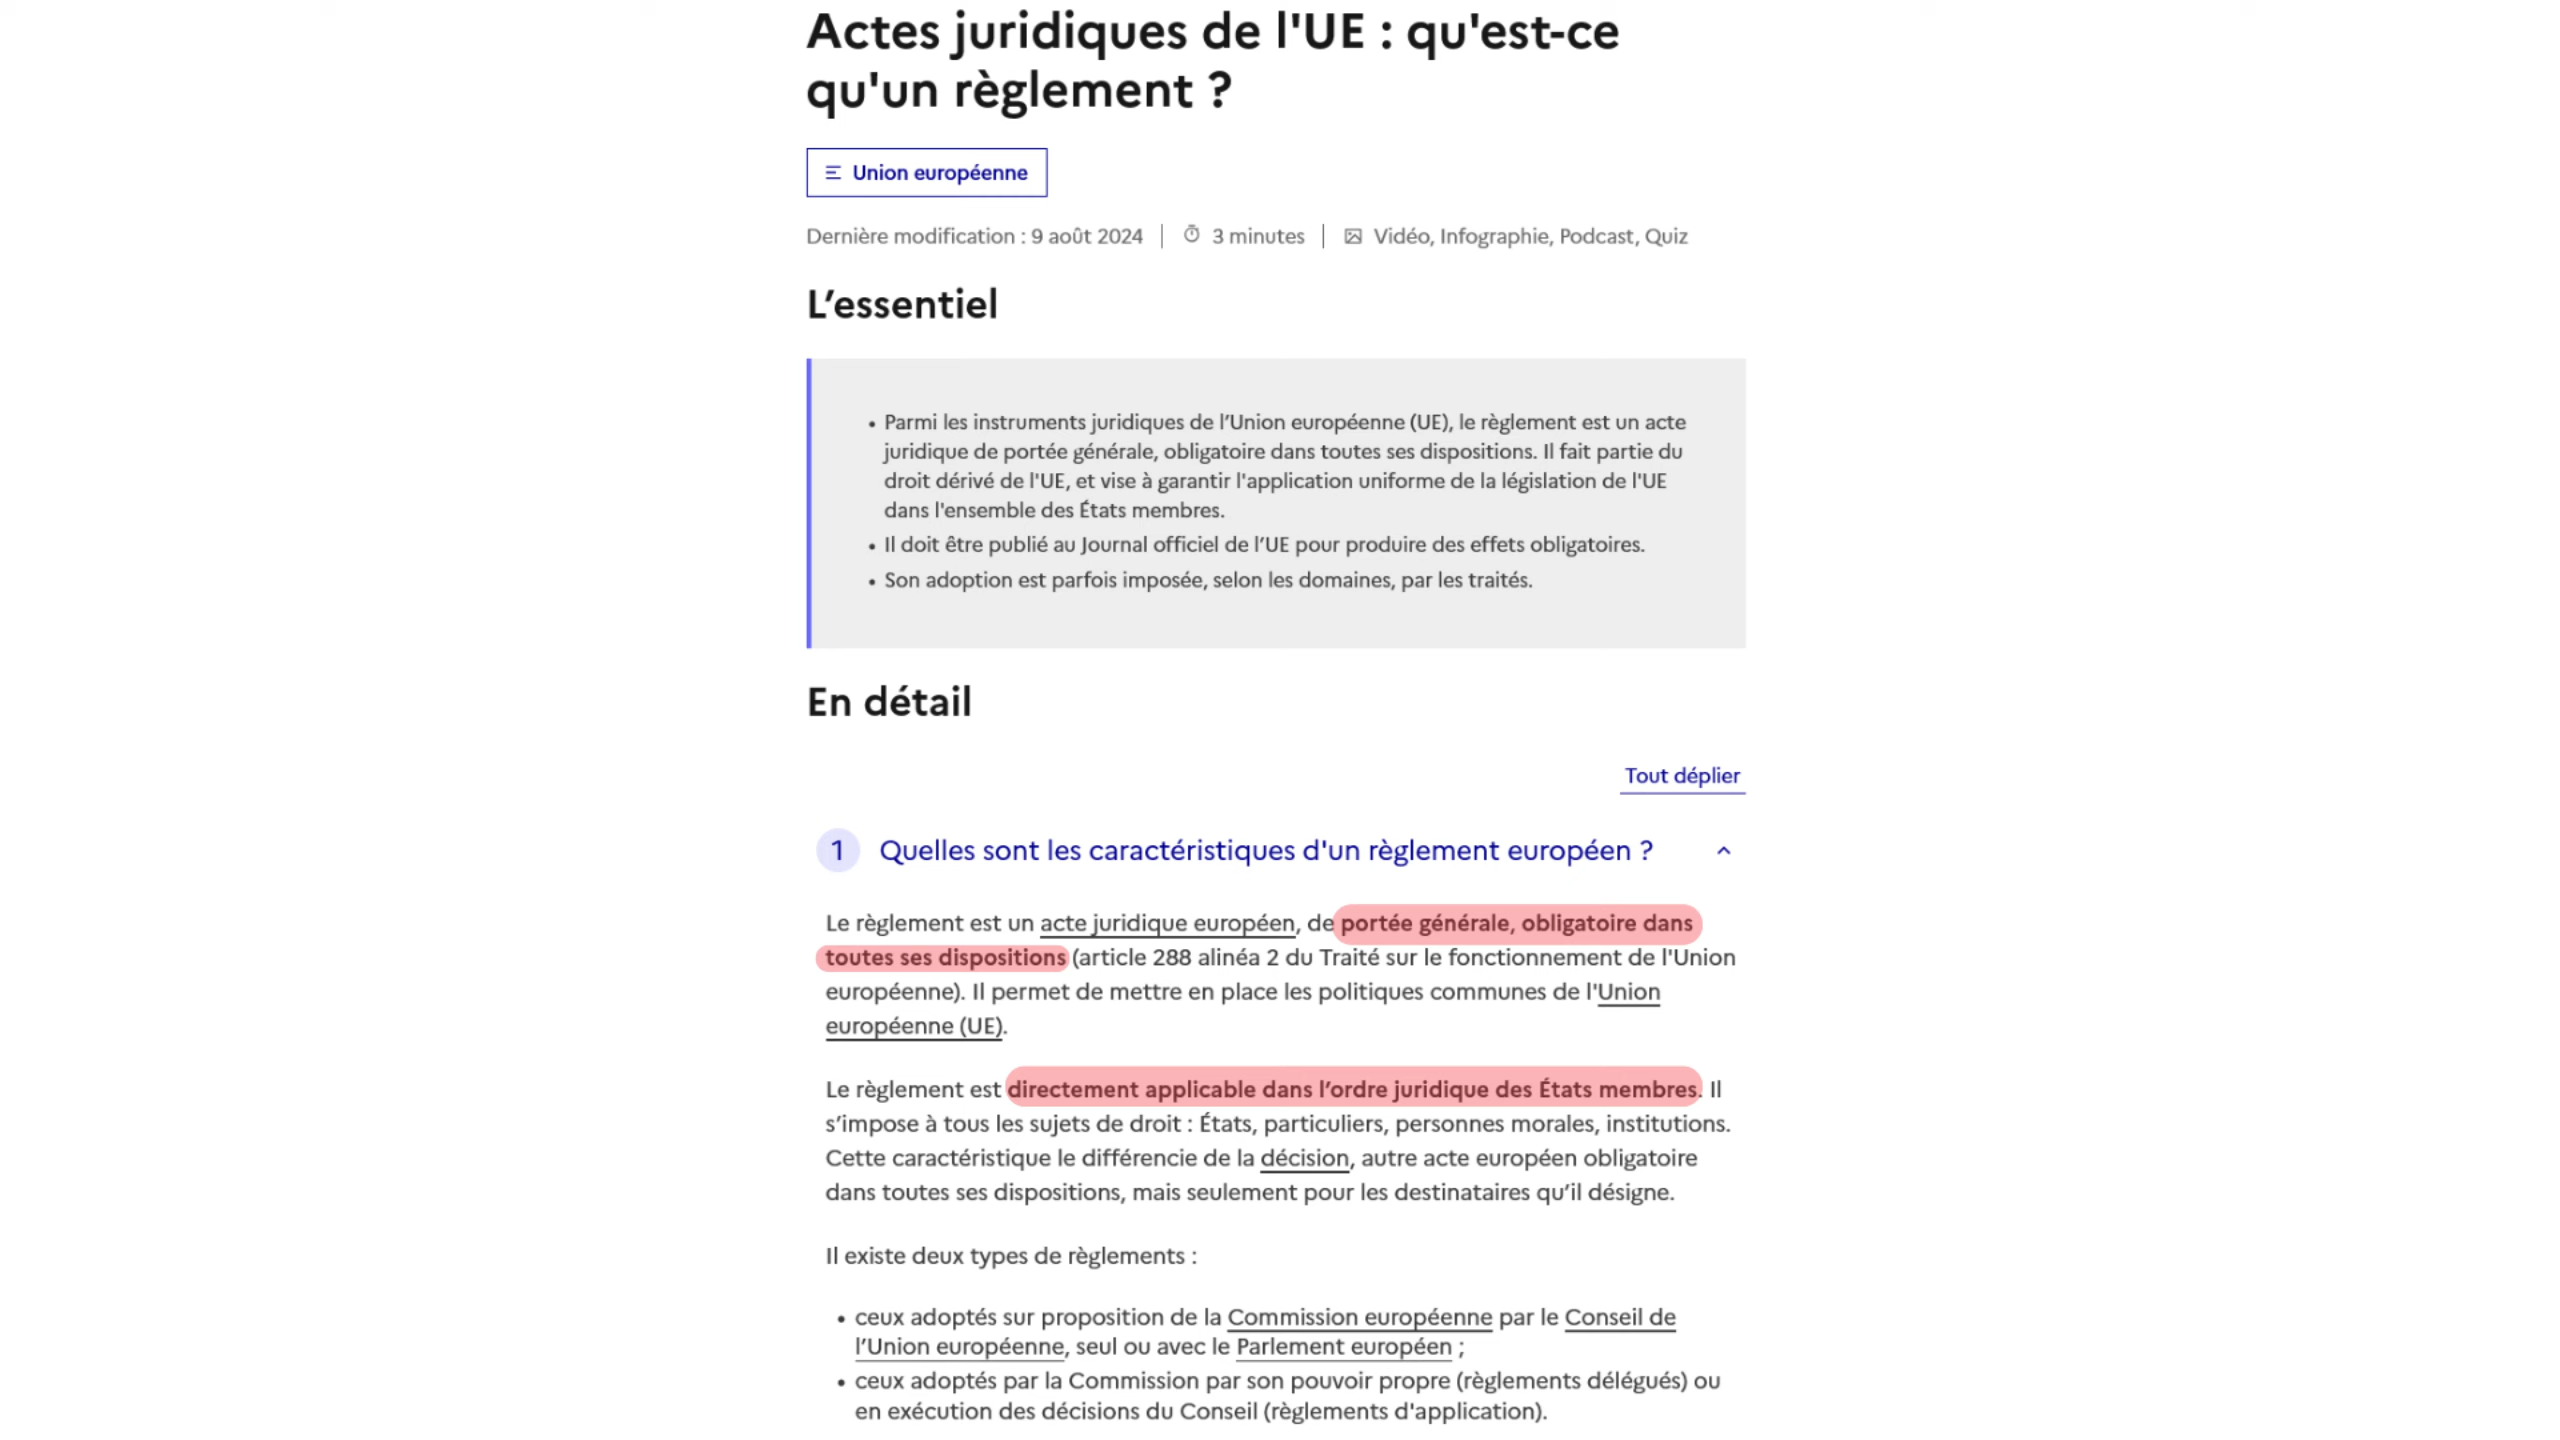 Actes juridiques de l'UE : qu'est-ce
qu'un règlement ?
Union européenne
Dernière modification : 9 août 2024 | 3 minutes | Vidéo, Infographie, Podcast, Quiz
L’essentiel
• Parmi les instruments juridiques de l’Union européenne (UE), le règlement est un acte
juridique de portée générale, obligatoire dans toutes ses dispositions. Il fait partie du
droit dérivé de l'UE, et vise à garantir l'application uniforme de la législation de l'UE
dans l'ensemble des États membres.
• Il doit être publié au Journal officiel de l’UE pour produire des effets obligatoires.
• Son adoption est parfois imposée, selon les domaines, par les traités.
En détail
Tout déplier
1 Quelles sont les caractéristiques d'un règlement européen ?
Le règlement est un acte juridique européen, de portée générale, obligatoire dans
toutes ses dispositions (article 288 alinéa 2 du Traité sur le fonctionnement de l'Union
européenne). Il permet de mettre en place les politiques communes de l'Union
européenne (UE).
Le règlement est directement applicable dans l’ordre juridique des États membres. Il
s’impose à tous les sujets de droit : États, particuliers, personnes morales, institutions.
Cette caractéristique le différencie de la décision, autre acte européen obligatoire
dans toutes ses dispositions, mais seulement pour les destinataires qu’il désigne.
Il existe deux types de règlements :
• ceux adoptés sur proposition de la Commission européenne par le Conseil de
l’Union européenne, seul ou avec le Parlement européen ;
• ceux adoptés par la Commission par son pouvoir propre (règlements délégués) ou
en exécution des décisions du Conseil (règlements d'application).